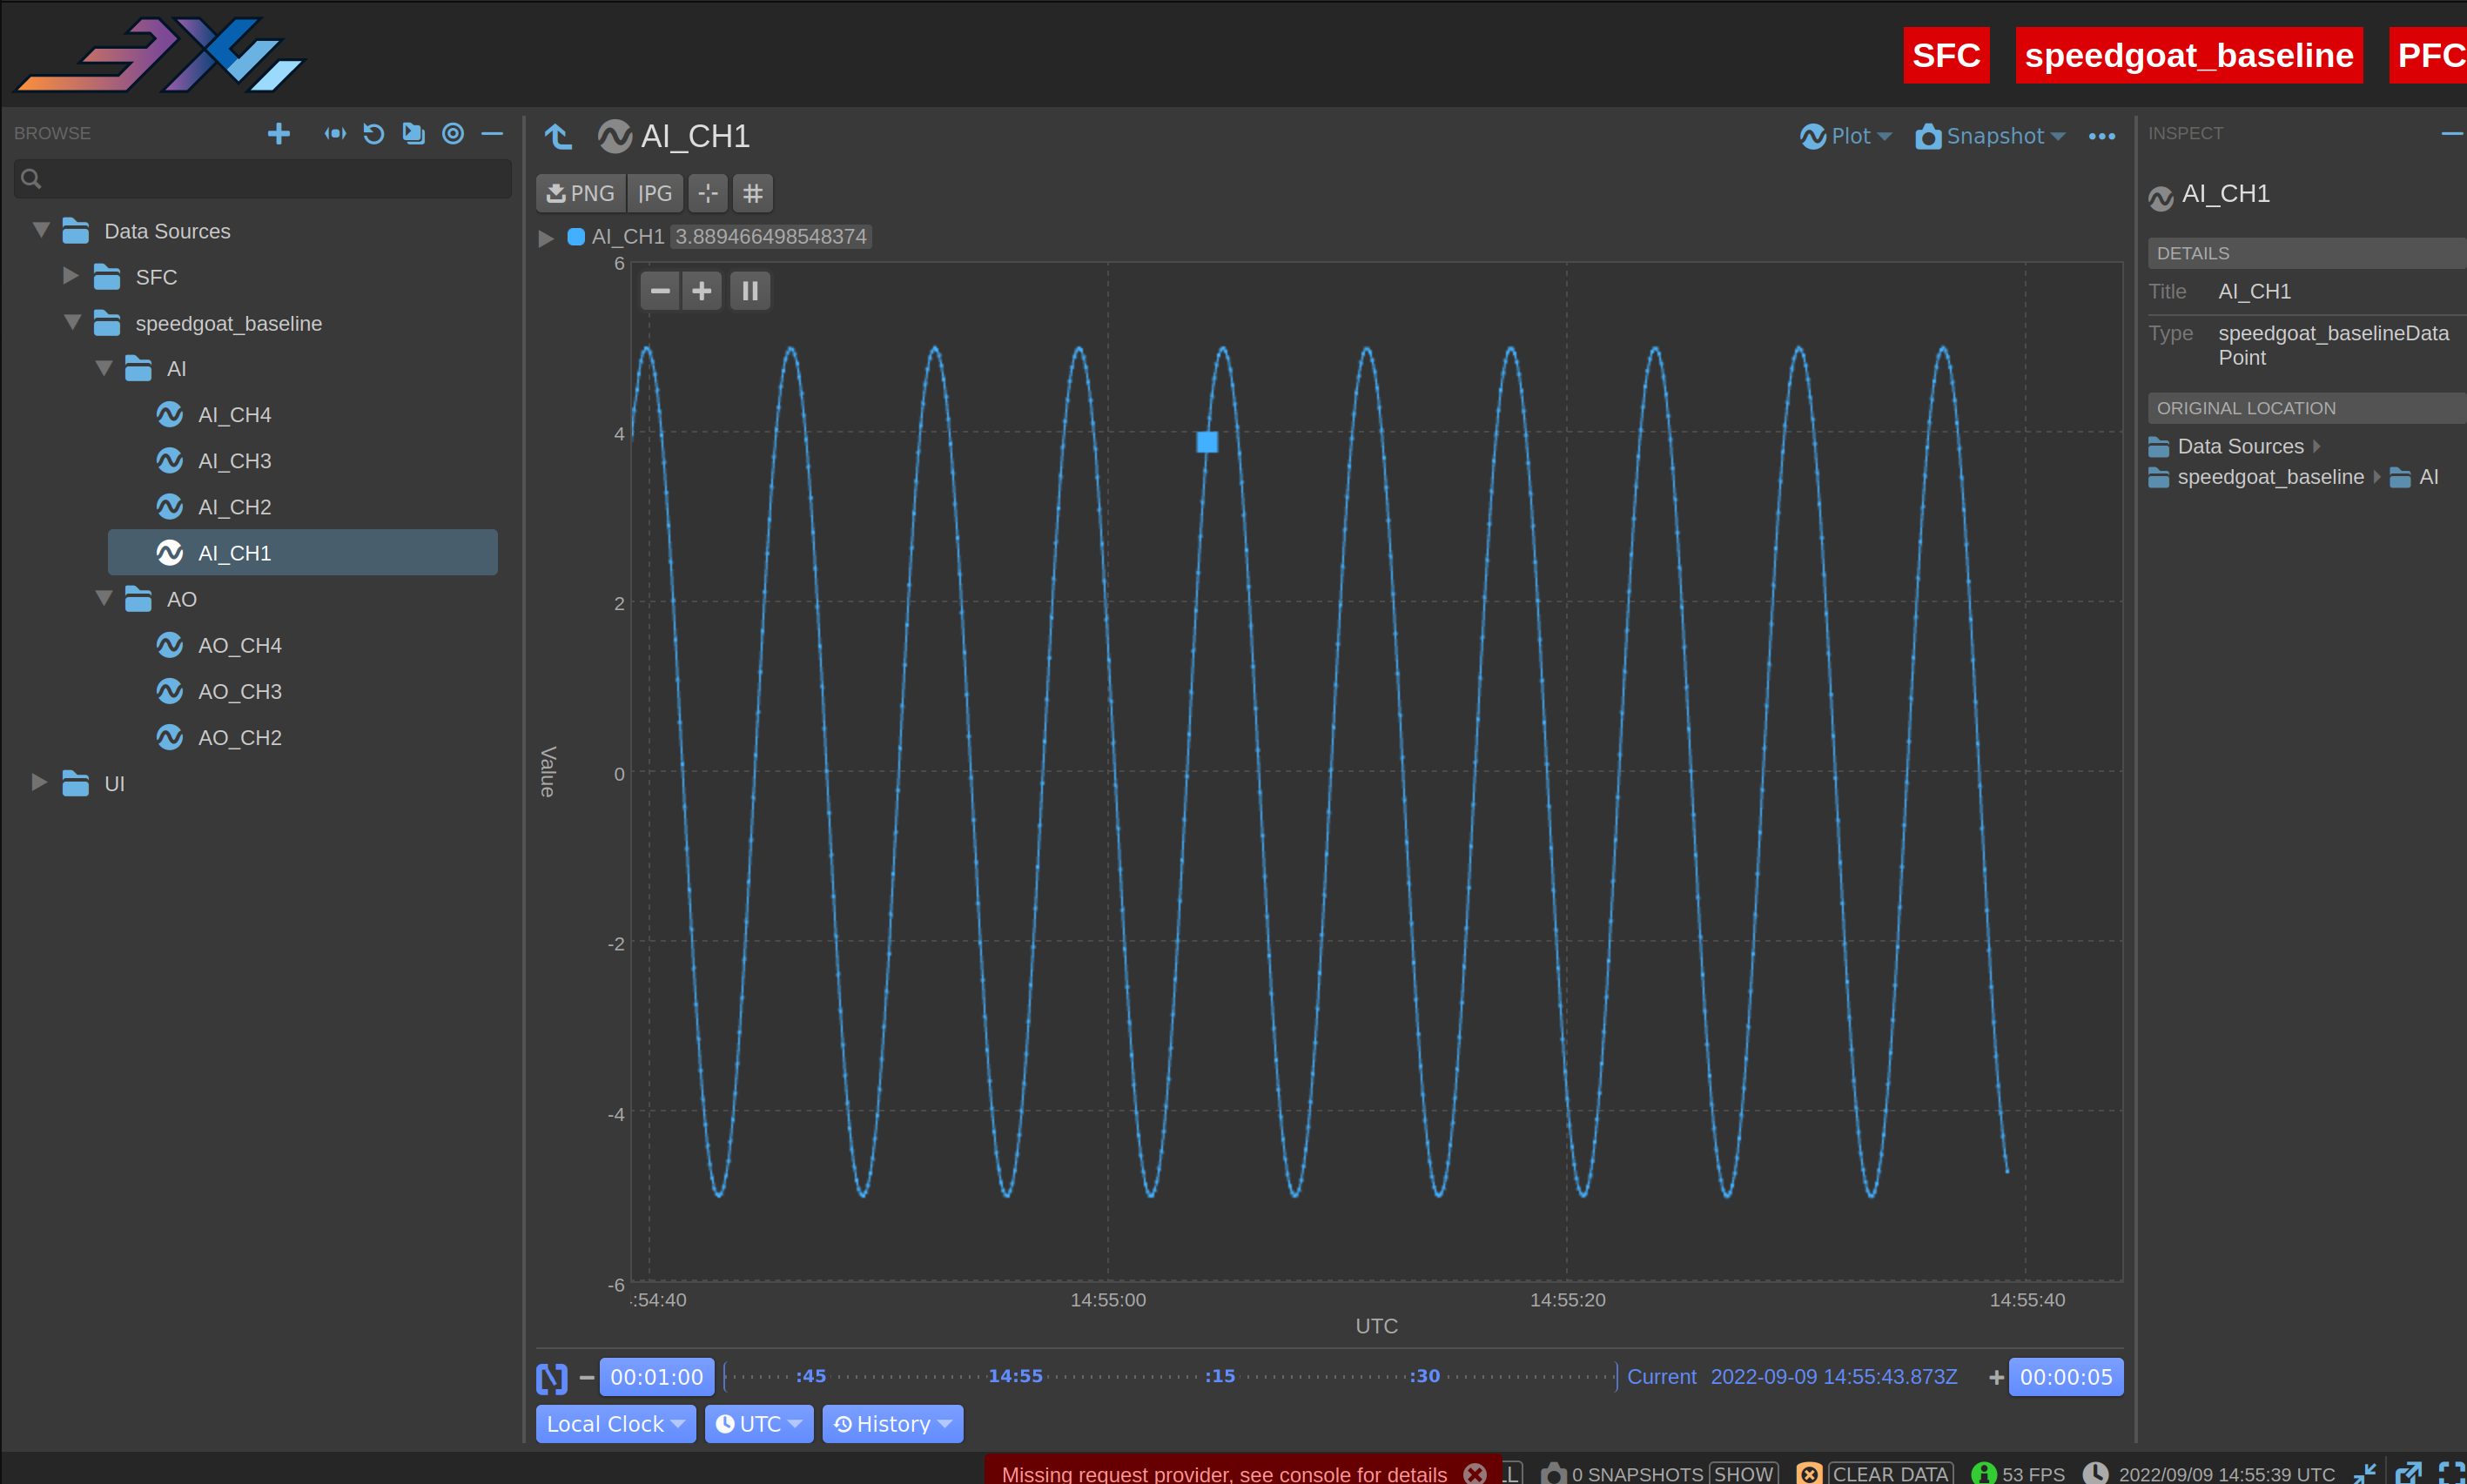 SFC speedgoat_baseline PFC
BROWSE
AI_CH1
Plot Snapshot
INSPECT
PNG JPG
AI_CH1 3.889466498548374
Data Sources
SFC
speedgoat_baseline
AI
AI_CH4
AI_CH3
AI_CH2
AI_CH1
AO
AO_CH4
AO_CH3
AO_CH2
UI
6
4
2
0
-2
-4
-6
Value
:54:40 14:55:00 14:55:20 14:55:40
UTC
00:01:00 :45 14:55 :15 :30 Current 2022-09-09 14:55:43.873Z + 00:00:05
Local Clock UTC History
AI_CH1
DETAILS
Title AI_CH1
Type speedgoat_baselineData
Point
ORIGINAL LOCATION
Data Sources
speedgoat_baseline AI
Missing request provider, see console for details 0 SNAPSHOTS SHOW CLEAR DATA 53 FPS 2022/09/09 14:55:39 UTC